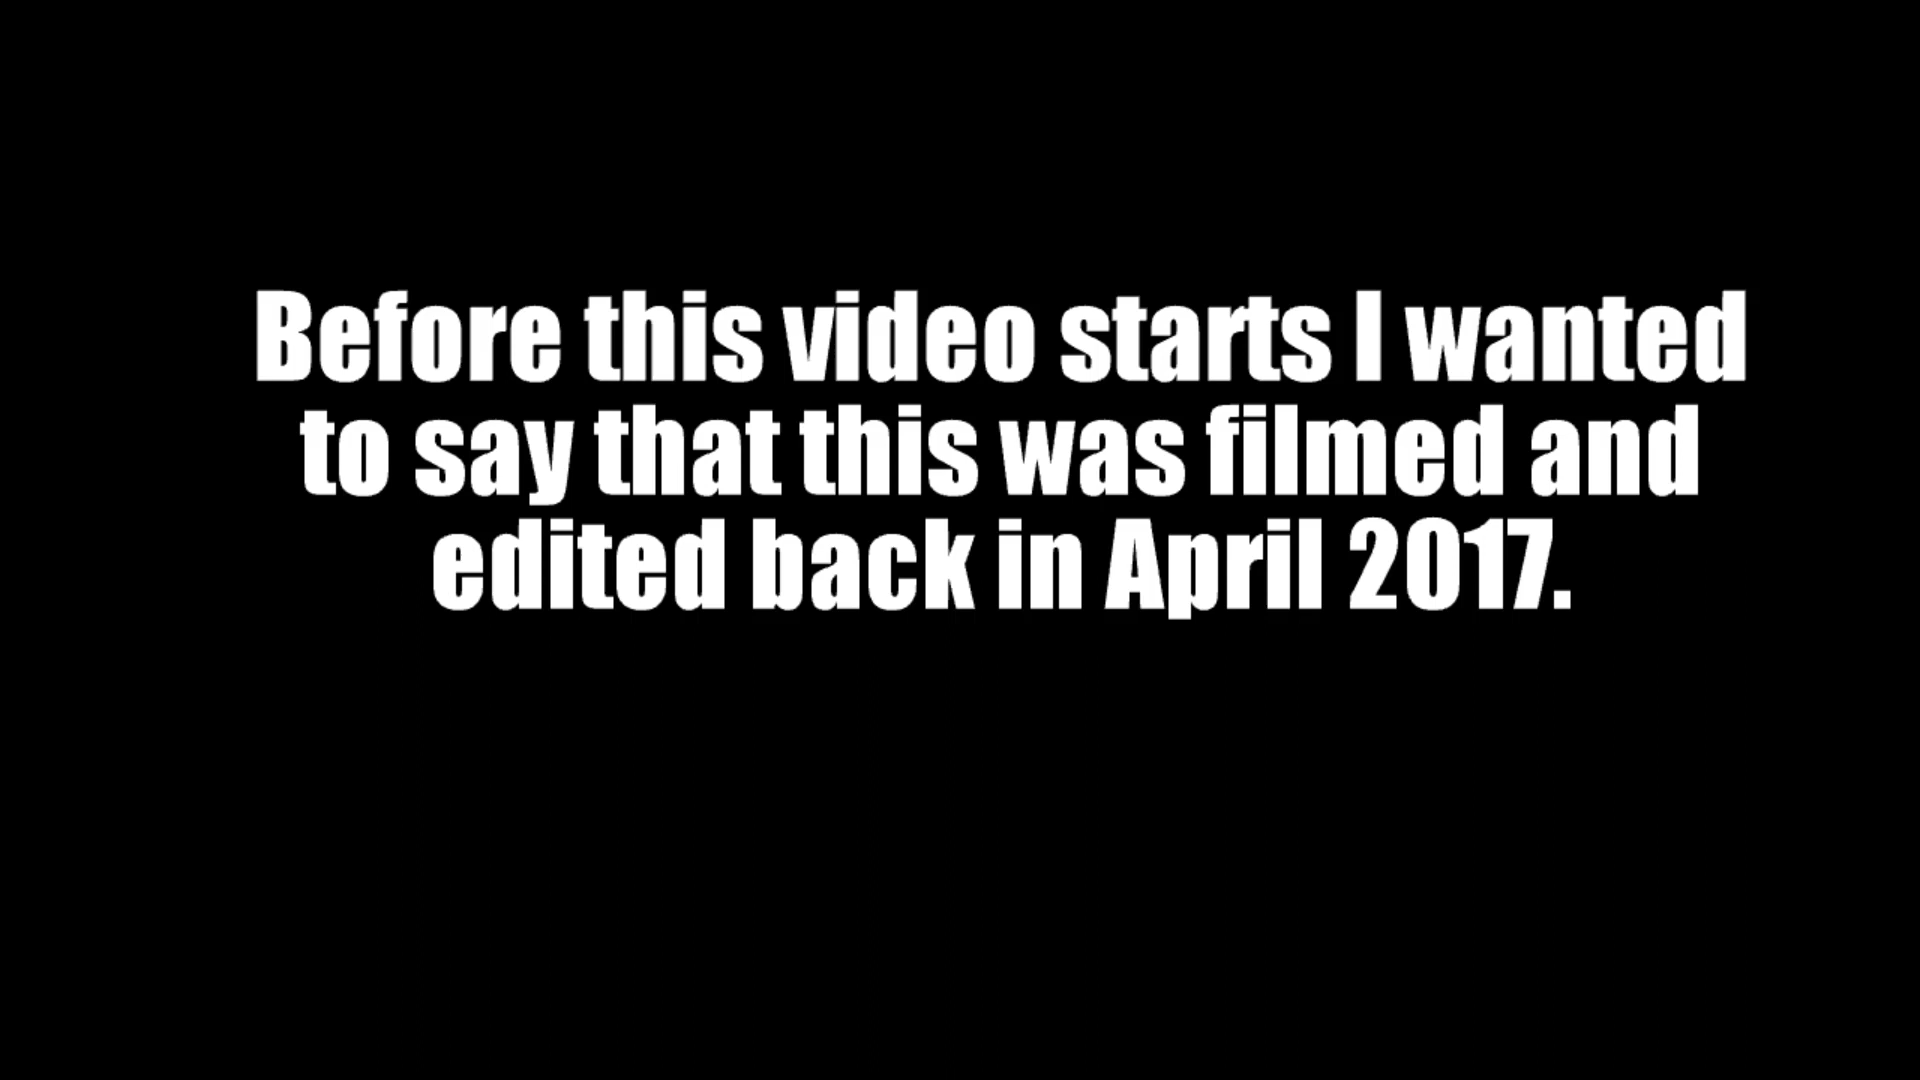 Before this video starts I wanted
to say that this was filmed and
edited back in April 2017.